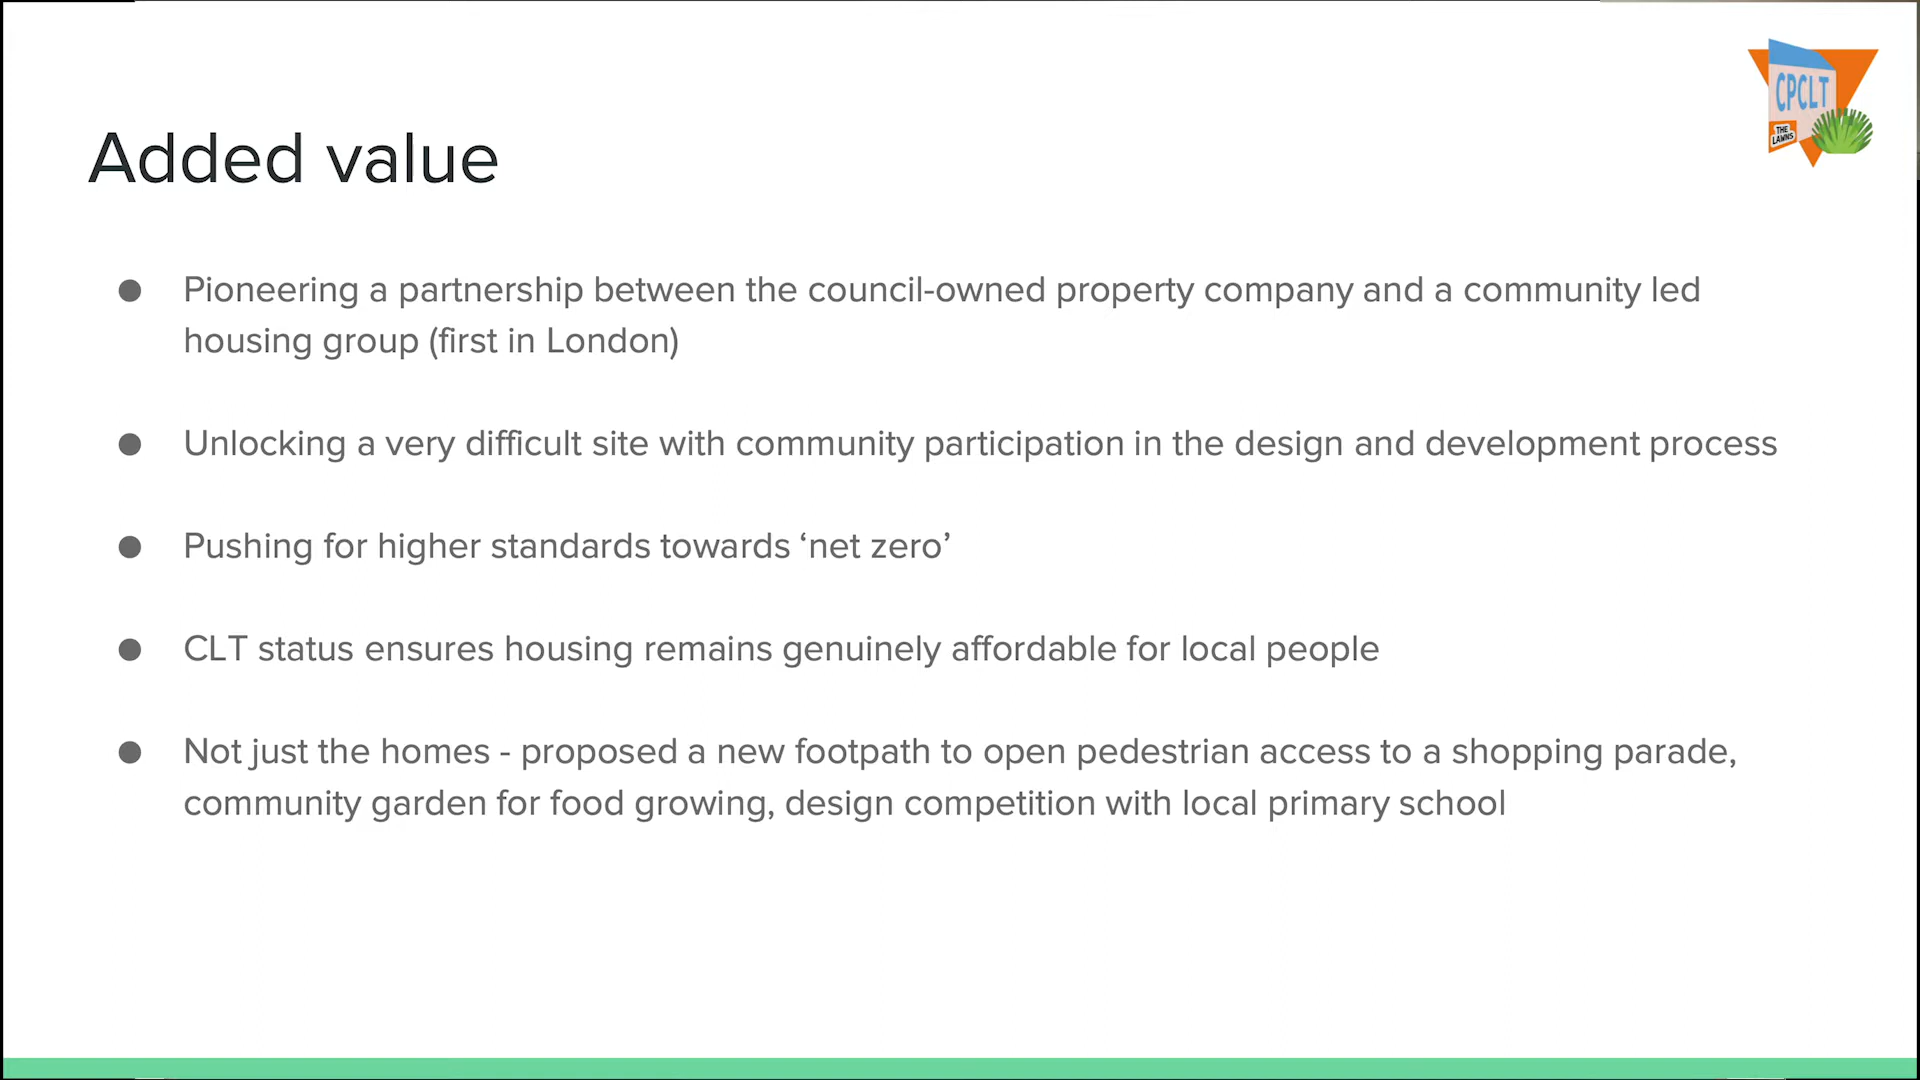 CPCLT
THE
LAWNS
Added value
● Pioneering a partnership between the council-owned property company and a community led
housing group (first in London)
● Unlocking a very difficult site with community participation in the design and development process
● Pushing for higher standards towards ‘net zero’
● CLT status ensures housing remains genuinely affordable for local people
● Not just the homes - proposed a new footpath to open pedestrian access to a shopping parade,
community garden for food growing, design competition with local primary school